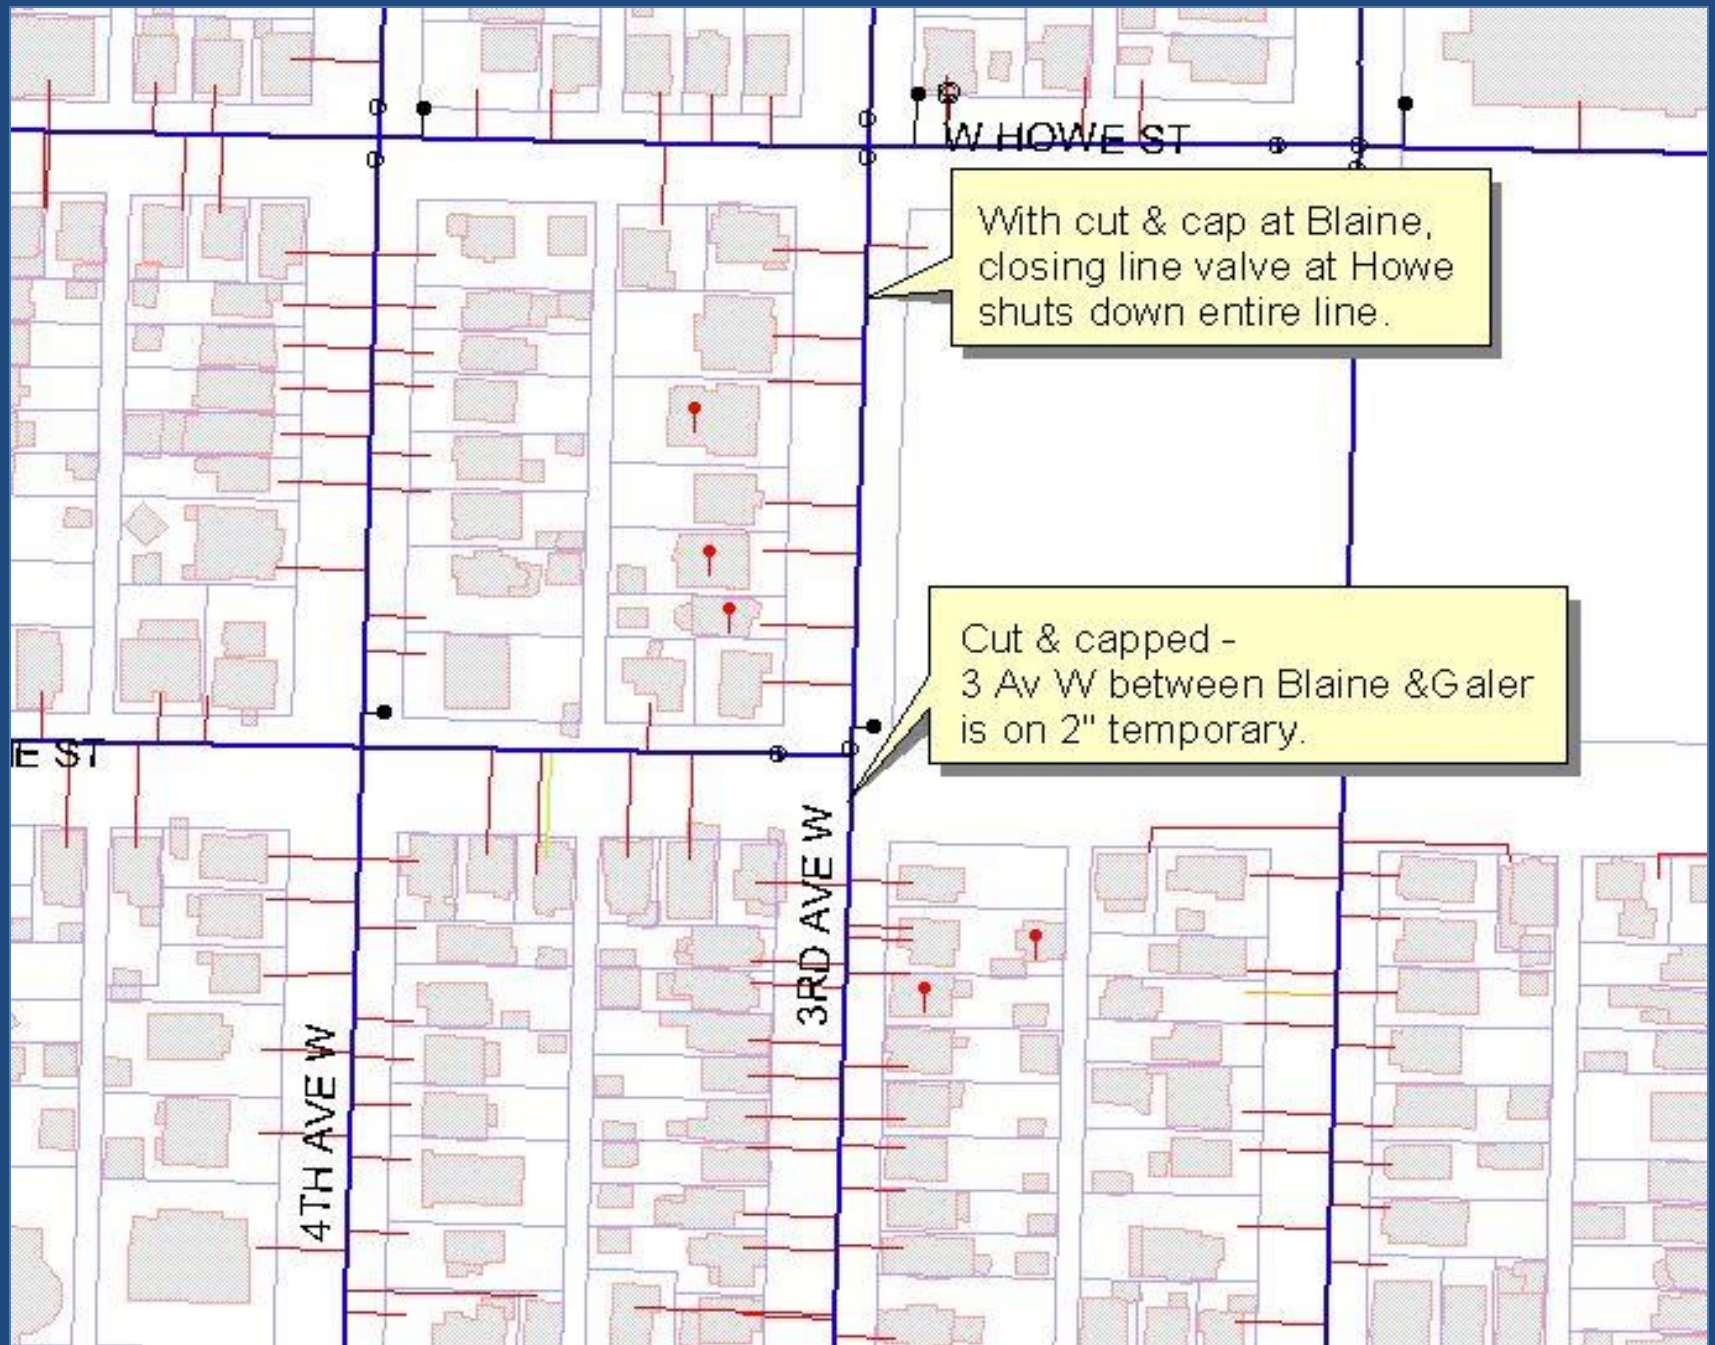 W HOWE ST
With cut & cap at Blaine,
closing line valve at Howe
shuts down entire line.
Cut & capped -
3 Av W between Blaine &Galer
is on 2" temporary.
E ST
3RD AVE W
4TH AVE W